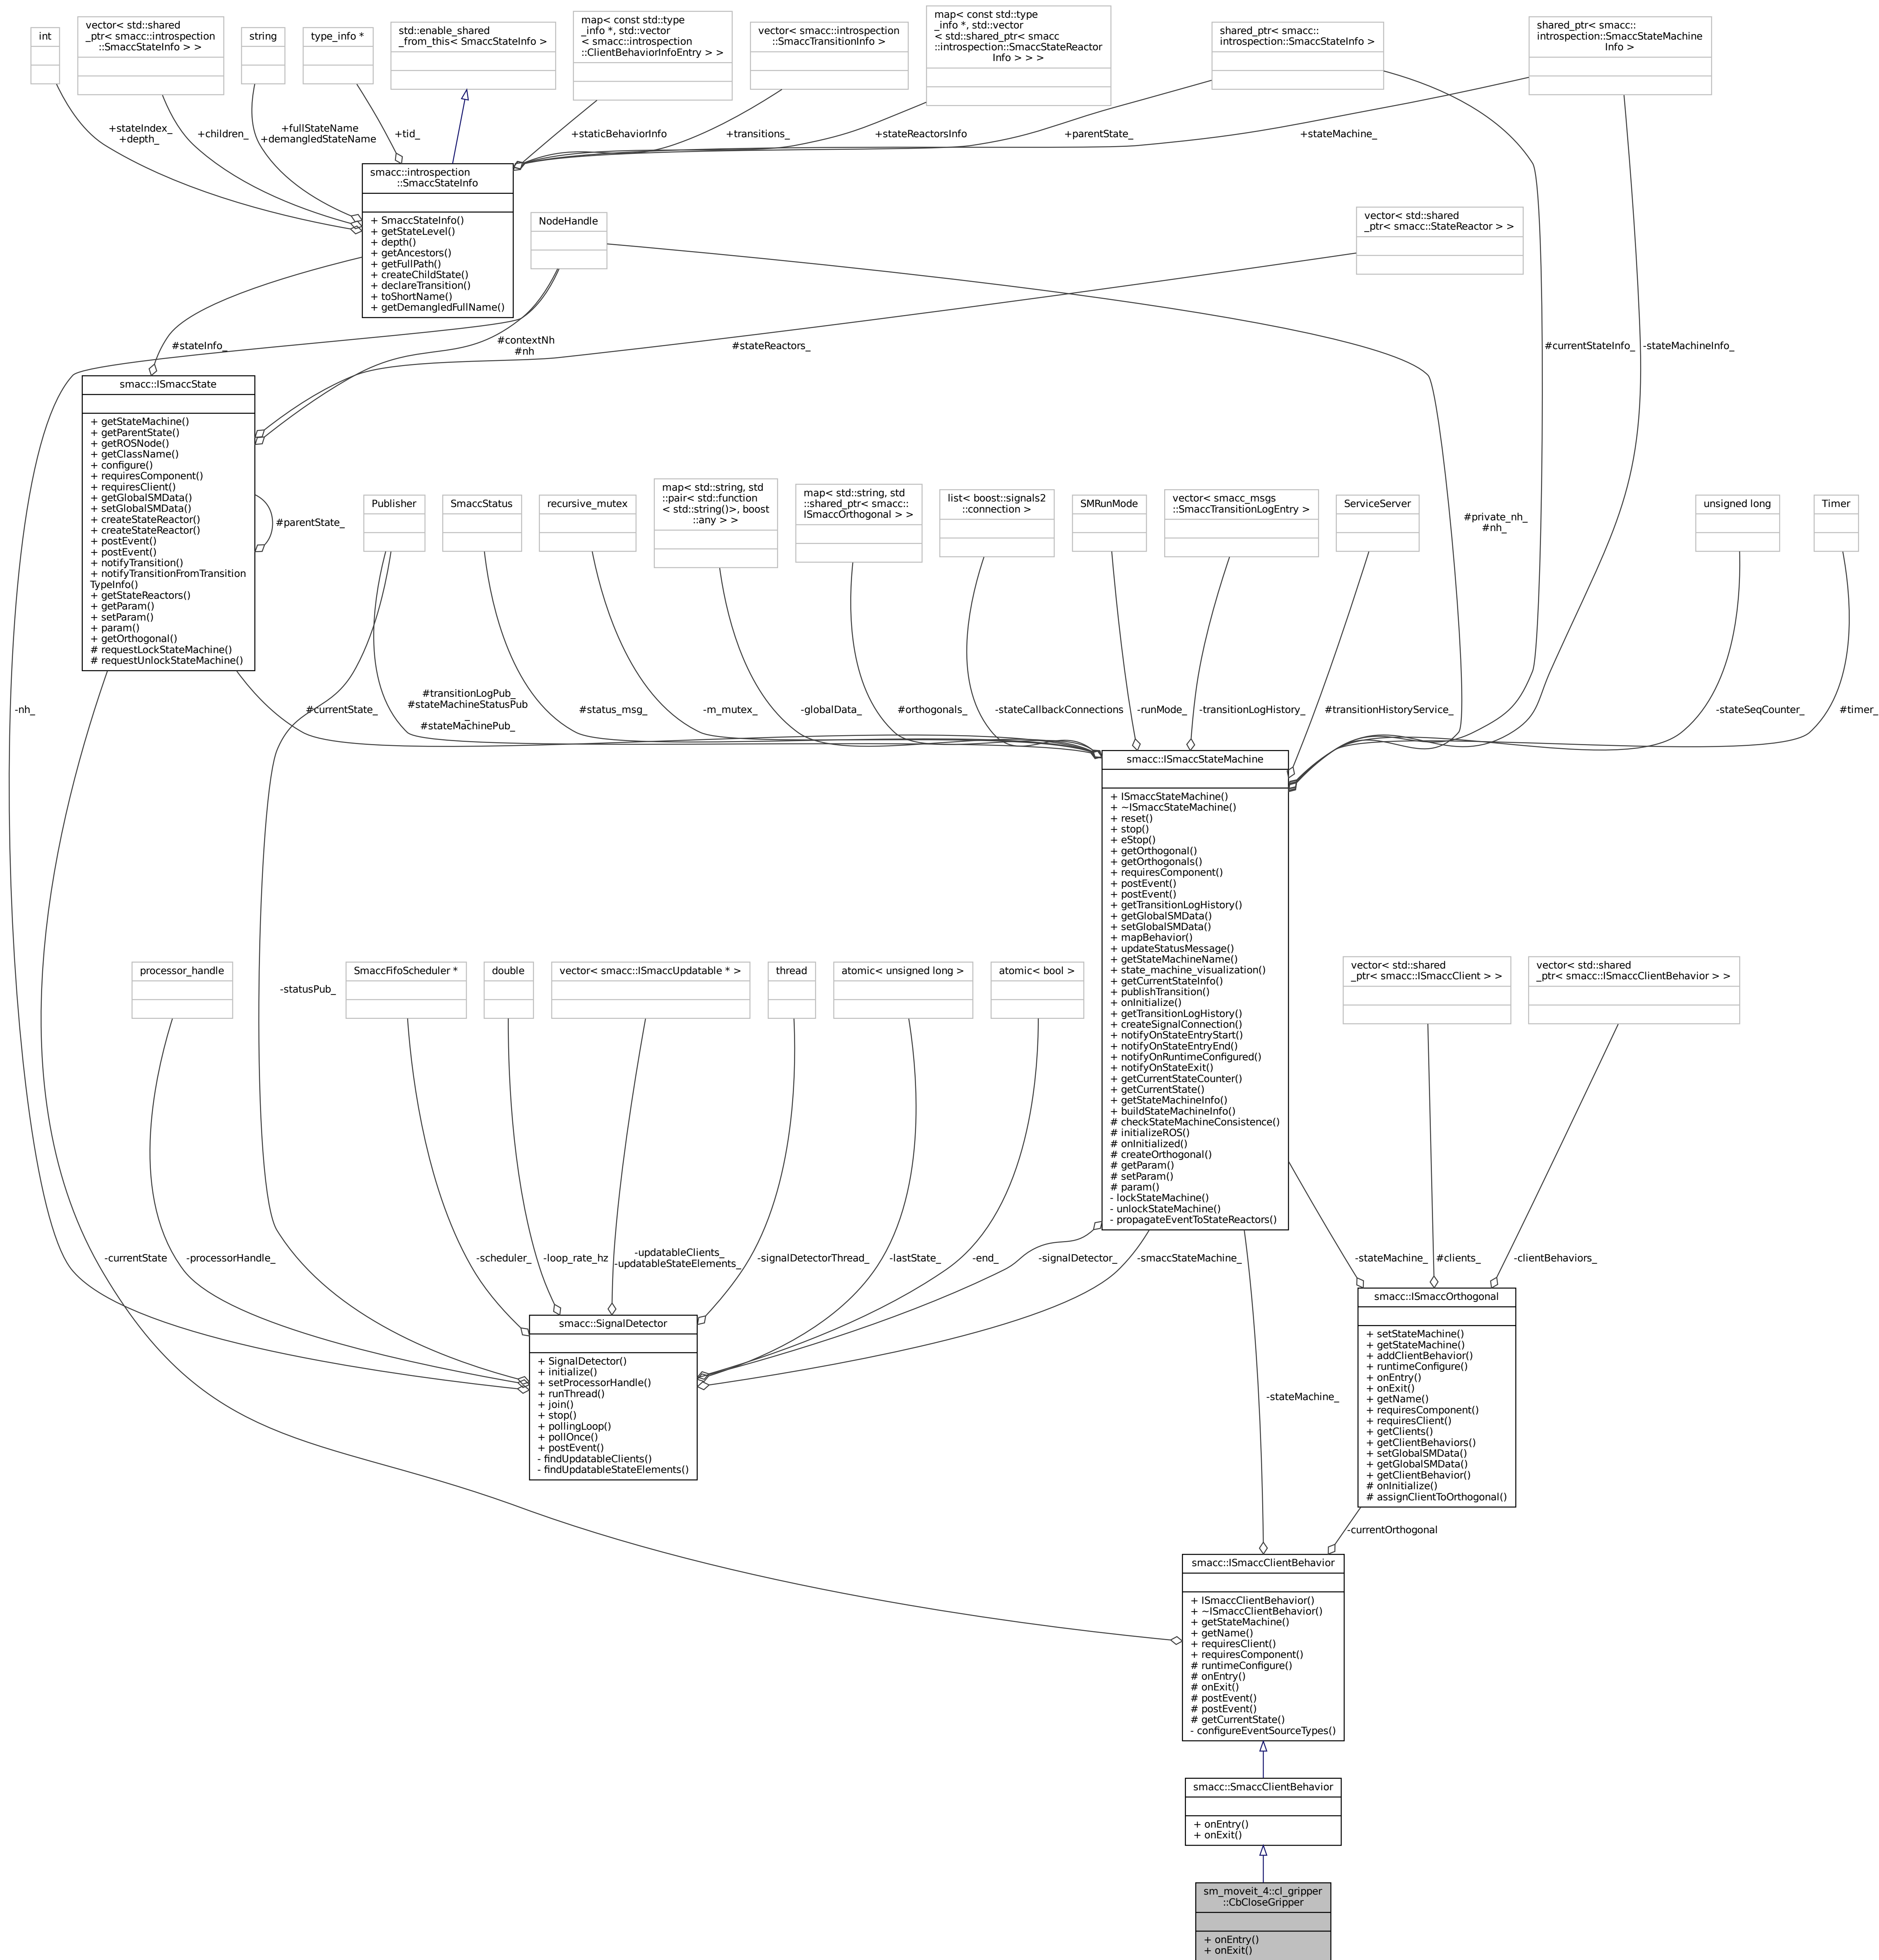 int
vector< std::shared
_ptr< smacc::introspection
::SmaccStateInfo > >
string
type_info *
std::enable_shared
_from_this< SmaccStateInfo >
map< const std::type
_info *, std::vector
< smacc::introspection
::ClientBehaviorInfoEntry > >
vector< smacc::introspection
::SmaccTransitionInfo >
map< const std::type
_info *, std::vector
< std::shared_ptr< smacc
::introspection::SmaccStateReactor
Info > > >
shared_ptr< smacc::
introspection::SmaccStateInfo >
shared_ptr< smacc::
introspection::SmaccStateMachine
Info >
+stateIndex_
+depth_
+children_
+fullStateName
+demangledStateName
+tid_
+staticBehaviorInfo
+transitions_
+stateReactorsInfo
+parentState_
+stateMachine_
smacc::introspection
::SmaccStateInfo
+ SmaccStateInfo()
+ getStateLevel()
+ depth()
+ getAncestors()
+ getFullPath()
+ createChildState()
+ declareTransition()
+ toShortName()
+ getDemangledFullName()
NodeHandle
vector< std::shared
_ptr< smacc::StateReactor > >
#stateInfo_
#contextNh
#nh
#stateReactors_
#currentStateInfo_
-stateMachineInfo_
smacc::ISmaccState
+ getStateMachine()
+ getParentState()
+ getROSNode()
+ getClassName()
+ configure()
+ requiresComponent()
+ requiresClient()
+ getGlobalSMData()
+ setGlobalSMData()
+ createStateReactor()
+ createStateReactor()
+ postEvent()
+ postEvent()
+ notifyTransition()
+ notifyTransitionFromTransition
TypeInfo()
+ getStateReactors()
+ getParam()
+ setParam()
+ param()
+ getOrthogonal()
# requestLockStateMachine()
# requestUnlockStateMachine()
#parentState_
Publisher
SmaccStatus
recursive_mutex
map< std::string, std
::pair< std::function
< std::string()>, boost
::any > >
map< std::string, std
::shared_ptr< smacc::
ISmaccOrthogonal > >
list< boost::signals2
::connection >
SMRunMode
vector< smacc_msgs
::SmaccTransitionLogEntry >
ServiceServer
#private_nh_
#nh_
unsigned long
Timer
-nh_
#currentState_
#transitionLogPub_
#stateMachineStatusPub
_
#stateMachinePub_
#status_msg_
-m_mutex_
-globalData_
#orthogonals_
-stateCallbackConnections
-runMode_
-transitionLogHistory_
#transitionHistoryService_
-stateSeqCounter_
#timer_
smacc::ISmaccStateMachine
+ ISmaccStateMachine()
+ ~ISmaccStateMachine()
+ reset()
+ stop()
+ eStop()
+ getOrthogonal()
+ getOrthogonals()
+ requiresComponent()
+ postEvent()
+ postEvent()
+ getTransitionLogHistory()
+ getGlobalSMData()
+ setGlobalSMData()
+ mapBehavior()
+ updateStatusMessage()
+ getStateMachineName()
+ state_machine_visualization()
+ getCurrentStateInfo()
+ publishTransition()
+ onInitialize()
+ getTransitionLogHistory()
+ createSignalConnection()
+ notifyOnStateEntryStart()
+ notifyOnStateEntryEnd()
+ notifyOnRuntimeConfigured()
+ notifyOnStateExit()
+ getCurrentStateCounter()
+ getCurrentState()
+ getStateMachineInfo()
+ buildStateMachineInfo()
# checkStateMachineConsistence()
# initializeROS()
# onInitialized()
# createOrthogonal()
# getParam()
# setParam()
# param()
- lockStateMachine()
- unlockStateMachine()
- propagateEventToStateReactors()
processor_handle
-statusPub_
SmaccFifoScheduler *
double
vector< smacc::ISmaccUpdatable * >
thread
atomic< unsigned long >
atomic< bool >
vector< std::shared
_ptr< smacc::ISmaccClient > >
vector< std::shared
_ptr< smacc::ISmaccClientBehavior > >
-currentState
-processorHandle_
-scheduler_
-loop_rate_hz
-updatableClients_
-updatableStateElements_
-signalDetectorThread_
-lastState_
-end_
-signalDetector_
-smaccStateMachine_
-stateMachine_
#clients_
-clientBehaviors_
smacc::SignalDetector
+ SignalDetector()
+ initialize()
+ setProcessorHandle()
+ runThread()
+ join()
+ stop()
+ pollingLoop()
+ pollOnce()
+ postEvent()
- findUpdatableClients()
- findUpdatableStateElements()
-stateMachine_
smacc::ISmaccOrthogonal
+ setStateMachine()
+ getStateMachine()
+ addClientBehavior()
+ runtimeConfigure()
+ onEntry()
+ onExit()
+ getName()
+ requiresComponent()
+ requiresClient()
+ getClients()
+ getClientBehaviors()
+ setGlobalSMData()
+ getGlobalSMData()
+ getClientBehavior()
# onInitialize()
# assignClientToOrthogonal()
-currentOrthogonal
smacc::ISmaccClientBehavior
+ ISmaccClientBehavior()
+ ~ISmaccClientBehavior()
+ getStateMachine()
+ getName()
+ requiresClient()
+ requiresComponent()
# runtimeConfigure()
# onEntry()
# onExit()
# postEvent()
# postEvent()
# getCurrentState()
- configureEventSourceTypes()
smacc::SmaccClientBehavior
+ onEntry()
+ onExit()
sm_moveit_4::cl_gripper
::CbCloseGripper
+ onEntry()
+ onExit()